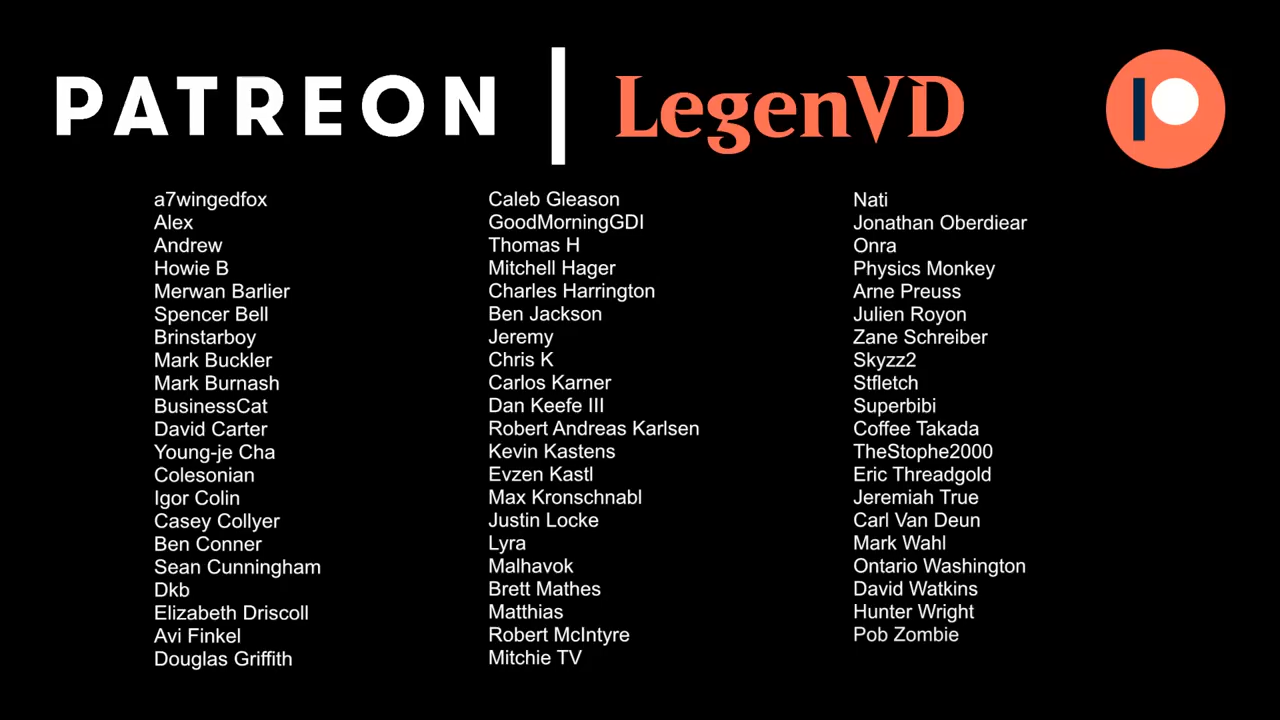 PATREON | LegenVD
a7wingedfox
Alex
Andrew
Howie B
Merwan Barlier
Spencer Bell
Brinstarboy
Mark Buckler
Mark Burnash
BusinessCat
David Carter
Young-je Cha
Colesonian
Igor Colin
Casey Collyer
Ben Conner
Sean Cunningham
Dkb
Elizabeth Driscoll
Avi Finkel
Douglas Griffith
Caleb Gleason
GoodMorningGDI
Thomas H
Mitchell Hager
Charles Harrington
Ben Jackson
Jeremy
Chris K
Carlos Karner
Dan Keefe III
Robert Andreas Karlsen
Kevin Kastens
Evzen Kastl
Max Kronschnabl
Justin Locke
Lyra
Malhavok
Brett Mathes
Matthias
Robert McIntyre
Mitchie TV
Nati
Jonathan Oberdiear
Onra
Physics Monkey
Arne Preuss
Julien Royon
Zane Schreiber
Skyzz2
Stfletch
Superbibi
Coffee Takada
TheStophe2000
Eric Threadgold
Jeremiah True
Carl Van Deun
Mark Wahl
Ontario Washington
David Watkins
Hunter Wright
Pob Zombie